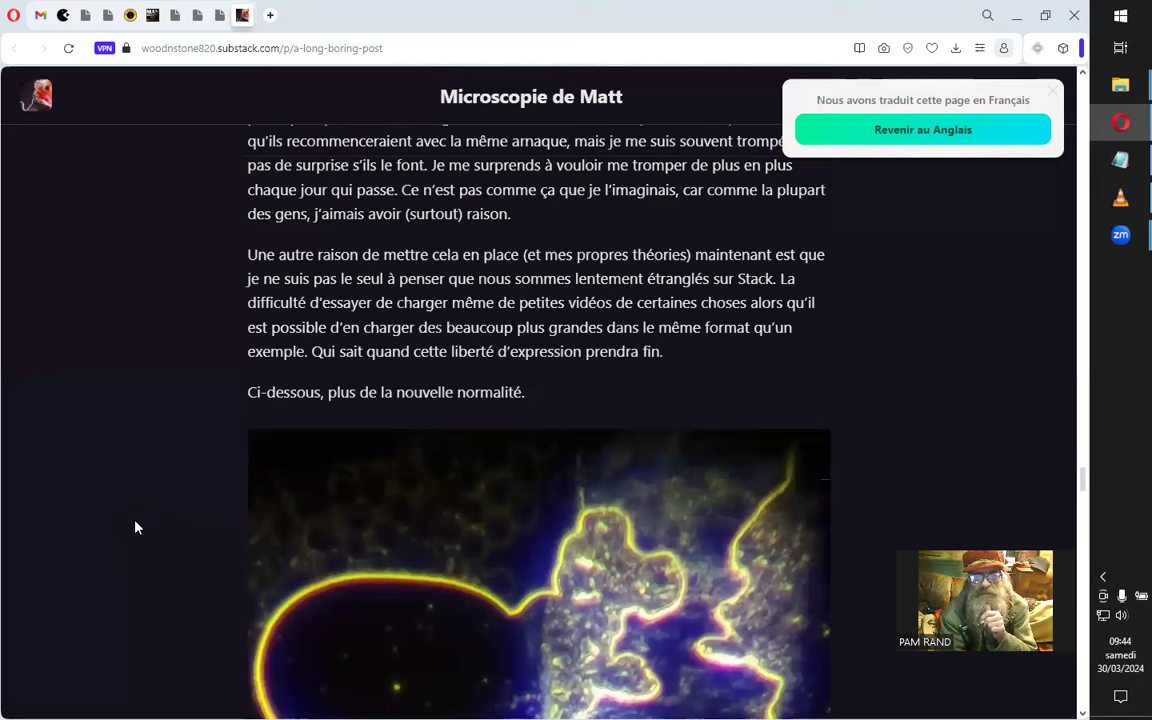 VPN
woodnstone820.substack.com/p/a-long-boring-post
Microscopie de Matt
Nous avons traduit cette page en Français
Revenir au Anglais
qu'ils recommenceraient avec la même arnaque, mais je me suis souvent trompé
pas de surprise s'ils le font. Je me surprends à vouloir me tromper de plus en plus
chaque jour qui passe. Ce n'est pas comme ça que je l'imaginais, car comme la plupart
des gens, j'aimais avoir (surtout) raison.
Une autre raison de mettre cela en place (et mes propres théories) maintenant est que
je ne suis pas le seul à penser que nous sommes lentement étranglés sur Stack. La
difficulté d'essayer de charger même de petites vidéos de certaines choses alors qu'il
est possible d'en charger des beaucoup plus grandes dans le même format qu'un
exemple. Qui sait quand cette liberté d'expression prendra fin.
Ci-dessous, plus de la nouvelle normalité.
zm
PAM RAND
09:44
samedi
30/03/2024